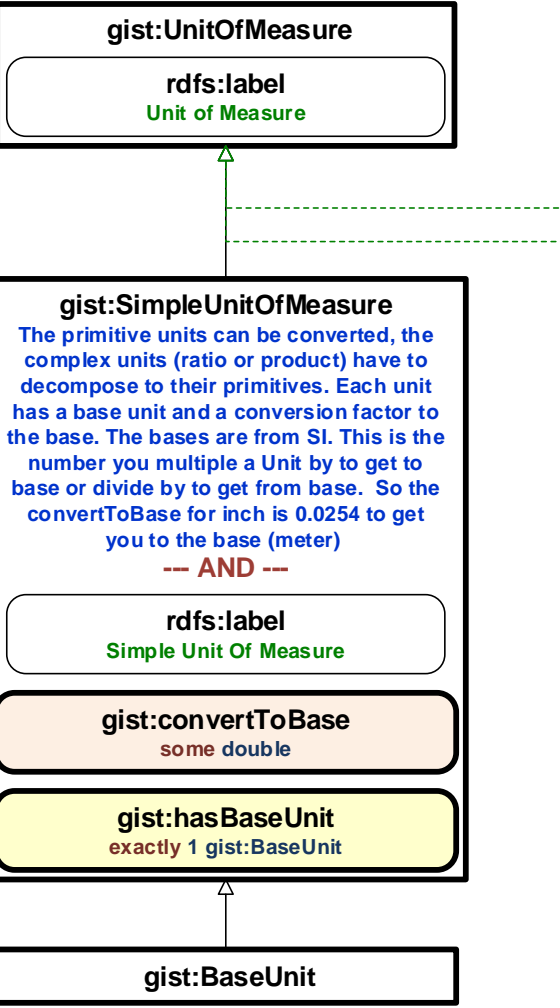 gist:UnitOfMeasure
rdfs:label
Unit of Measure
gist:SimpleUnitOfMeasure
The primitive units can be converted, the
complex units (ratio or product) have to
decompose to their primitives. Each unit
has a base unit and a conversion factor to
the base. The bases are from SI. This is the
number you multiple a Unit by to get to
base or divide by to get from base.  So the
convertToBase for inch is 0.0254 to get
you to the base (meter)
--- AND ---
rdfs:label
Simple Unit Of Measure
gist:convertToBase
some double
gist:hasBaseUnit
exactly 1 gist:BaseUnit
gist:BaseUnit